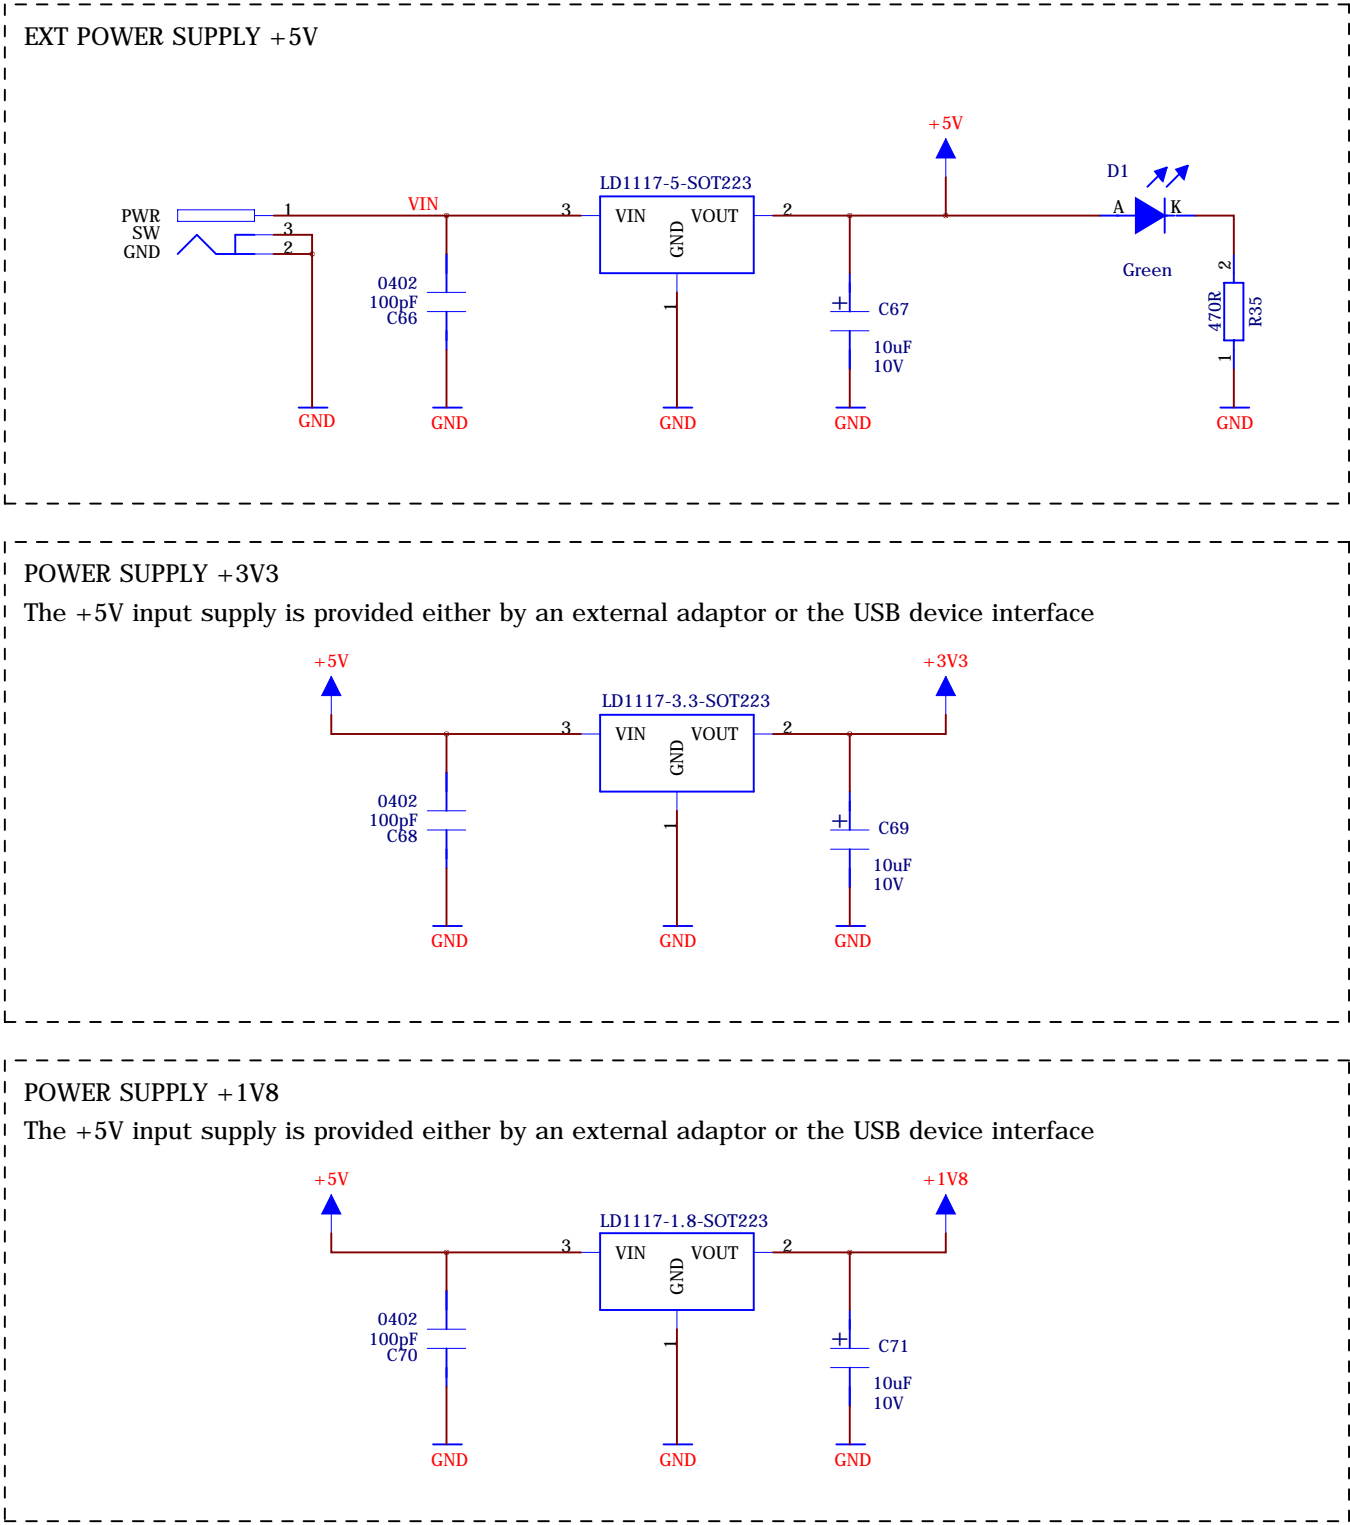 EXT POWER SUPPLY +5V
+5V
D1
LD1117-5-SOT223
PWR
1
VIN
3
VIN
VOUT
2
A
K
SW
3
GND
2
GND
Green
2
0402
100pF
C66
1
+
C67
470R
R35
10uF
10V
1
GND
GND
GND
GND
GND
POWER SUPPLY +3V3
The +5V input supply is provided either by an external adaptor or the USB device interface
+5V
+3V3
LD1117-3.3-SOT223
3
VIN
VOUT
2
GND
0402
100pF
C68
1
+
C69
10uF
10V
GND
GND
GND
POWER SUPPLY +1V8
The +5V input supply is provided either by an external adaptor or the USB device interface
+5V
+1V8
LD1117-1.8-SOT223
3
VIN
VOUT
2
GND
0402
100pF
C70
1
+
C71
10uF
10V
GND
GND
GND